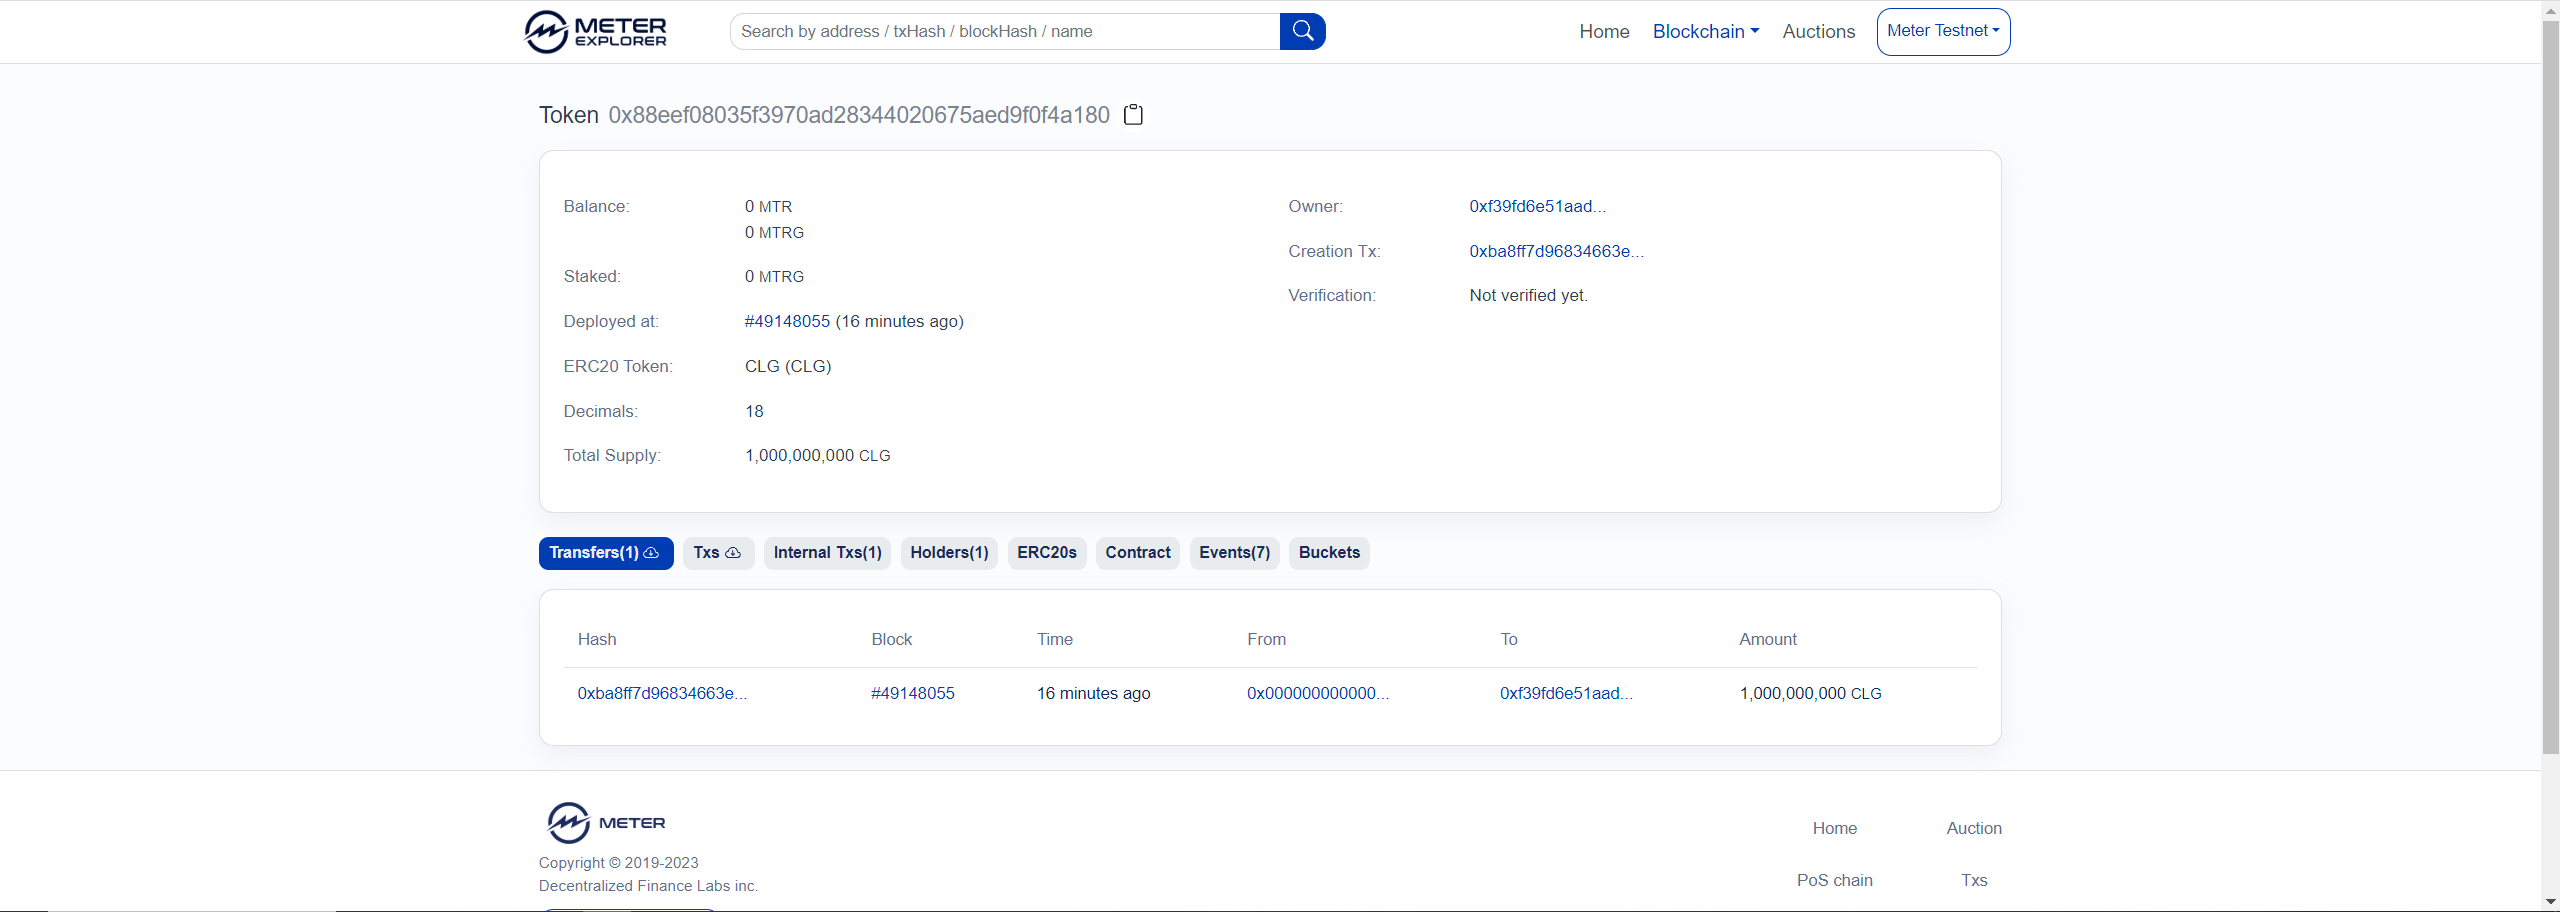 METER EXPLORER
Search by address / txHash / blockHash / name
Home Blockchain Auctions Meter Testnet
Token 0x88eef08035f3970ad28344020675aed9f0f4a180
Balance: 0 MTR
0 MTRG
Staked: 0 MTRG
Deployed at: #49148055 (16 minutes ago)
ERC20 Token: CLG (CLG)
Decimals: 18
Total Supply: 1,000,000,000 CLG
Owner: 0xf39fd6e51aad...
Creation Tx: 0xba8ff7d96834663e...
Verification: Not verified yet.
Transfers(1) Txs Internal Txs(1) Holders(1) ERC20s Contract Events(7) Buckets
Hash Block Time From To Amount
0xba8ff7d96834663e... #49148055 16 minutes ago 0x000000000000... 0xf39fd6e51aad... 1,000,000,000 CLG
METER
Copyright © 2019-2023
Decentralized Finance Labs inc.
Home Auction
PoS chain Txs